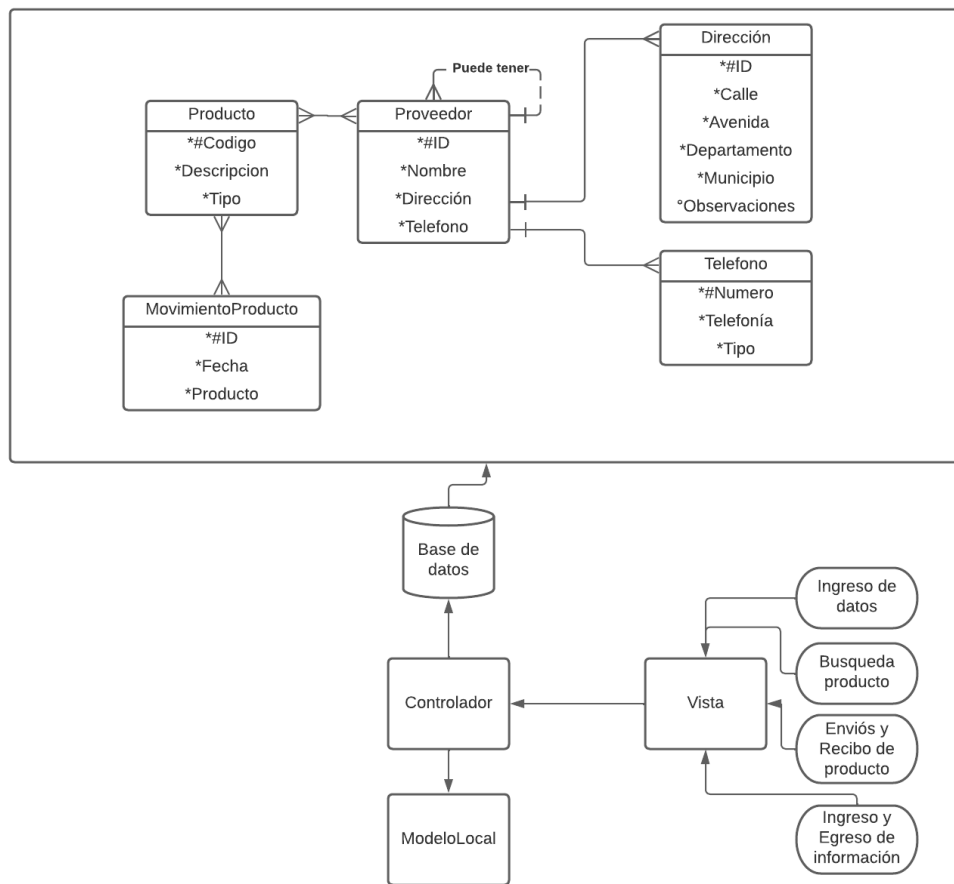 Producto
*#Codigo
*Descripcion
*Tipo
MovimientoProducto
*#ID
*Fecha
*Producto
Puede tener
Proveedor
*#ID
*Nombre
*Dirección
*Telefono
Dirección
*#ID
*Calle
*Avenida
*Departamento
*Municipio
°Observaciones
Telefono
*#Numero
*Telefonía
*Tipo
Base de
datos
Controlador
ModeloLocal
Vista
Ingreso de
datos
Busqueda
producto
Enviós y
Recibo de
producto
Ingreso y
Egreso de
información